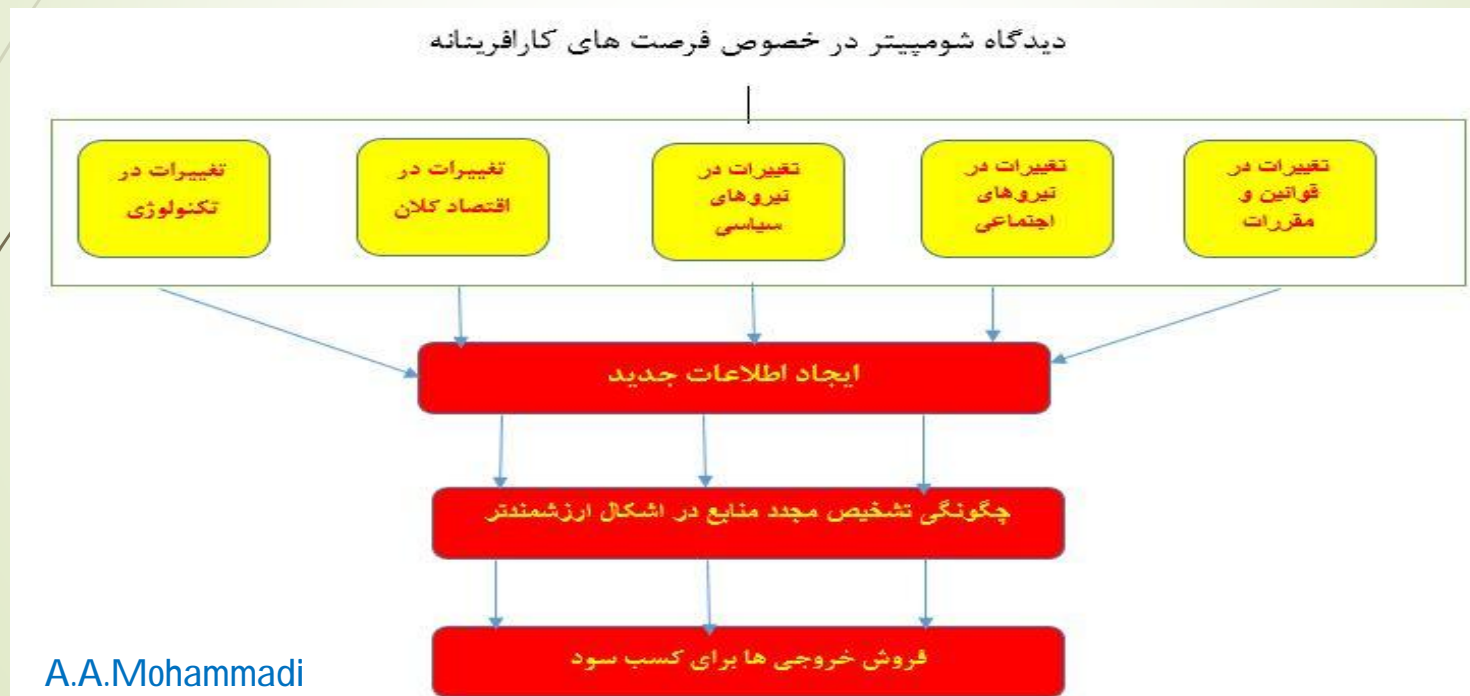 دیدگاه شومپیتر در خصوص فرصت های کارافرینانه
تغییرات در
قوانین و
مقررات
تغییرات در
نیروهای
اجتماعی
تغییرات در
نیروهای
سیاسی
تغییرات در
اقتصاد کلان
تغییرات در
تکنولوژی
ایجاد اطلاعات جدید
چگونگی تشخیص مجدد منابع در اشکال ارزشمندتر
فروش خروجی ها برای کسب سود
A.A.Mohammadi